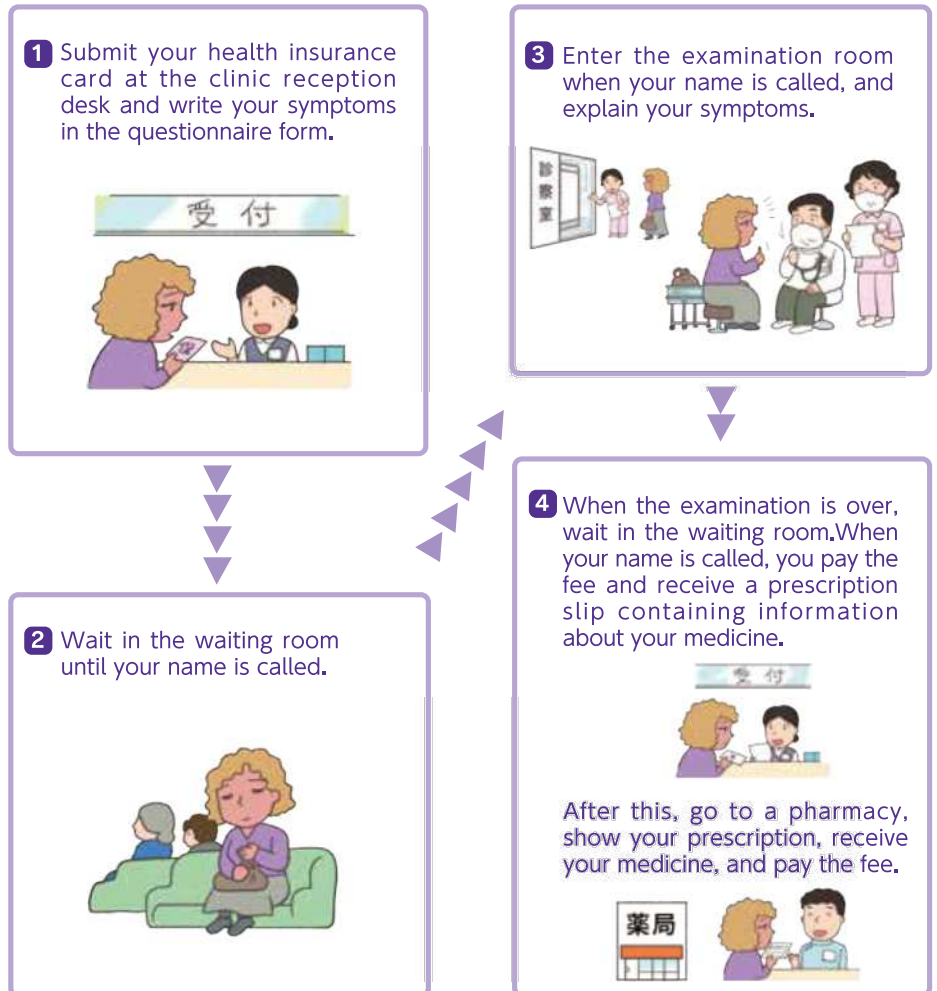 1 Submit your health insurance
card at the clinic reception
desk and write your symptoms
in the questionnaire form.
受付
2 Wait in the waiting room
until your name is called.
3 Enter the examination room
when your name is called, and
explain your symptoms.
診察室
4 When the examination is over,
wait in the waiting room.When
your name is called, you pay the
fee and receive a prescription
slip containing information
about your medicine.
受付
After this, go to a pharmacy,
show your prescription, receive
your medicine, and pay the fee.
薬局